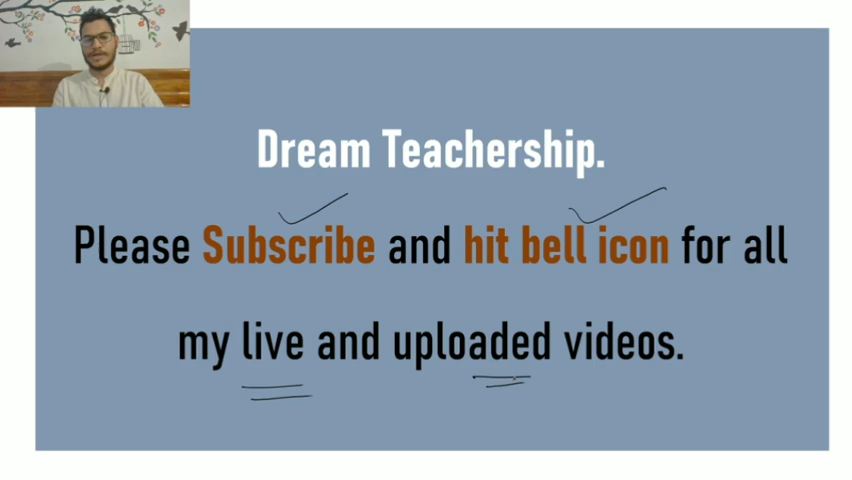 Dream Teachership.
Please Subscribe and hit bell icon for all
my live and uploaded videos.